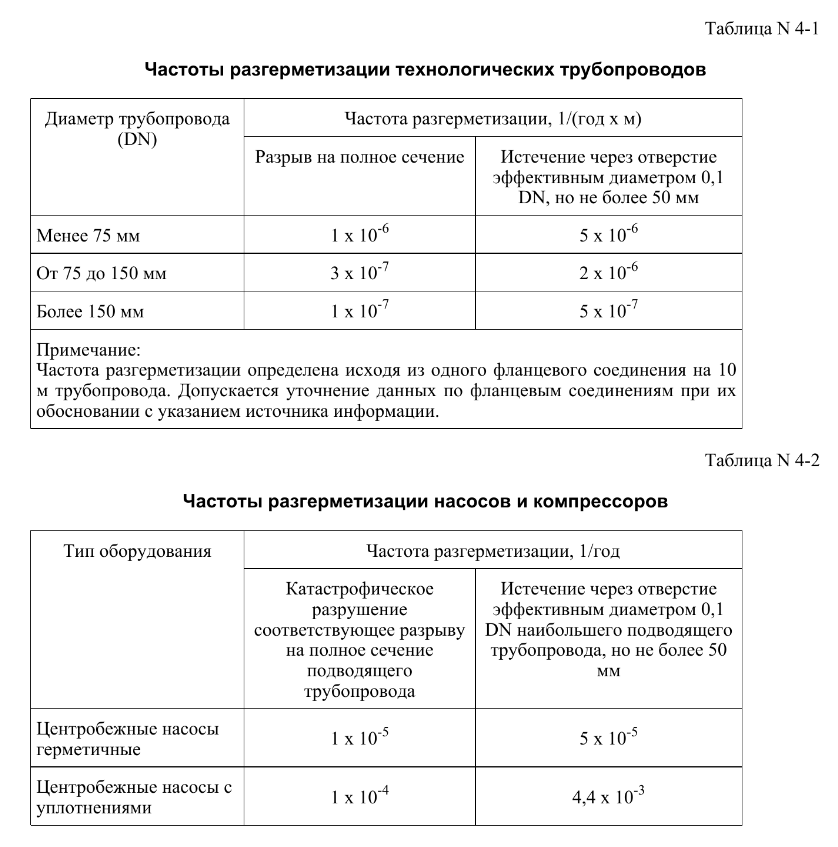 Таблица N 4-1
Частоты разгерметизации технологических трубопроводов
Диаметр трубопровода
(DN)
Частота разгерметизации, 1/(год х м)
Разрыв на полное сечение
Истечение через отверстие
эффективным диаметром 0,1
DN, но не более 50 мм
Менее 75 мм
1 х 10⁻⁶
5 х 10⁻⁶
От 75 до 150 мм
3 х 10⁻⁷
2 х 10⁻⁶
Более 150 мм
1 х 10⁻⁷
5 х 10⁻⁷
Примечание:
Частота разгерметизации определена исходя из одного фланцевого соединения на 10
м трубопровода. Допускается уточнение данных по фланцевым соединениям при их
обосновании с указанием источника информации.
Таблица N 4-2
Частоты разгерметизации насосов и компрессоров
Тип оборудования
Частота разгерметизации, 1/год
Катастрофическое
разрушение
соответствующее разрыву
на полное сечение
подводящего
трубопровода
Истечение через отверстие
эффективным диаметром 0,1
DN наибольшего подводящего
трубопровода, но не более 50
мм
Центробежные насосы
герметичные
1 х 10⁻⁵
5 х 10⁻⁵
Центробежные насосы с
уплотнениями
1 х 10⁻⁴
4,4 х 10⁻³